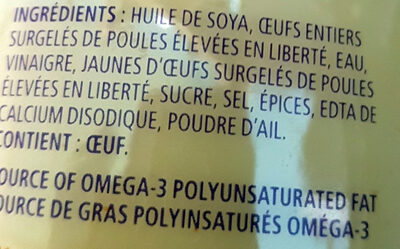 INGRÉDIENTS : HUILE DE SOYA, ŒUFS ENTIERS
SURGELÉS DE POULES ÉLEVÉES EN LIBERTÉ, EAU,
VINAIGRE, JAUNES D'ŒUFS SURGELÉS DE POULES
ÉLEVÉES EN LIBERTÉ, SUCRE, SEL, ÉPICES, EDTA DE
CALCIUM DISODIQUE, POUDRE D'AIL.
CONTIENT : ŒUF.
OURCE OF OMEGA-3 POLYUNSATURATED FAT
OURCE DE GRAS POLYINSATURÉS OMÉGA-3